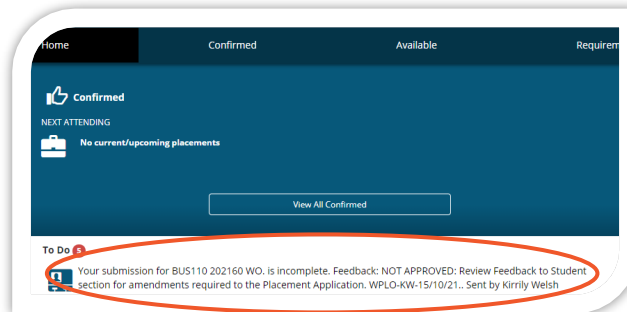 Home Confirmed Available Requirem
Confirmed
NEXT ATTENDING
No current/upcoming placements
View All Confirmed
To Do 5
Your submission for BUS110 202160 WO. is incomplete. Feedback: NOT APPROVED: Review Feedback to Student
section for amendments required to the Placement Application. WPLO-KW-15/10/21.. Sent by Kirrily Welsh